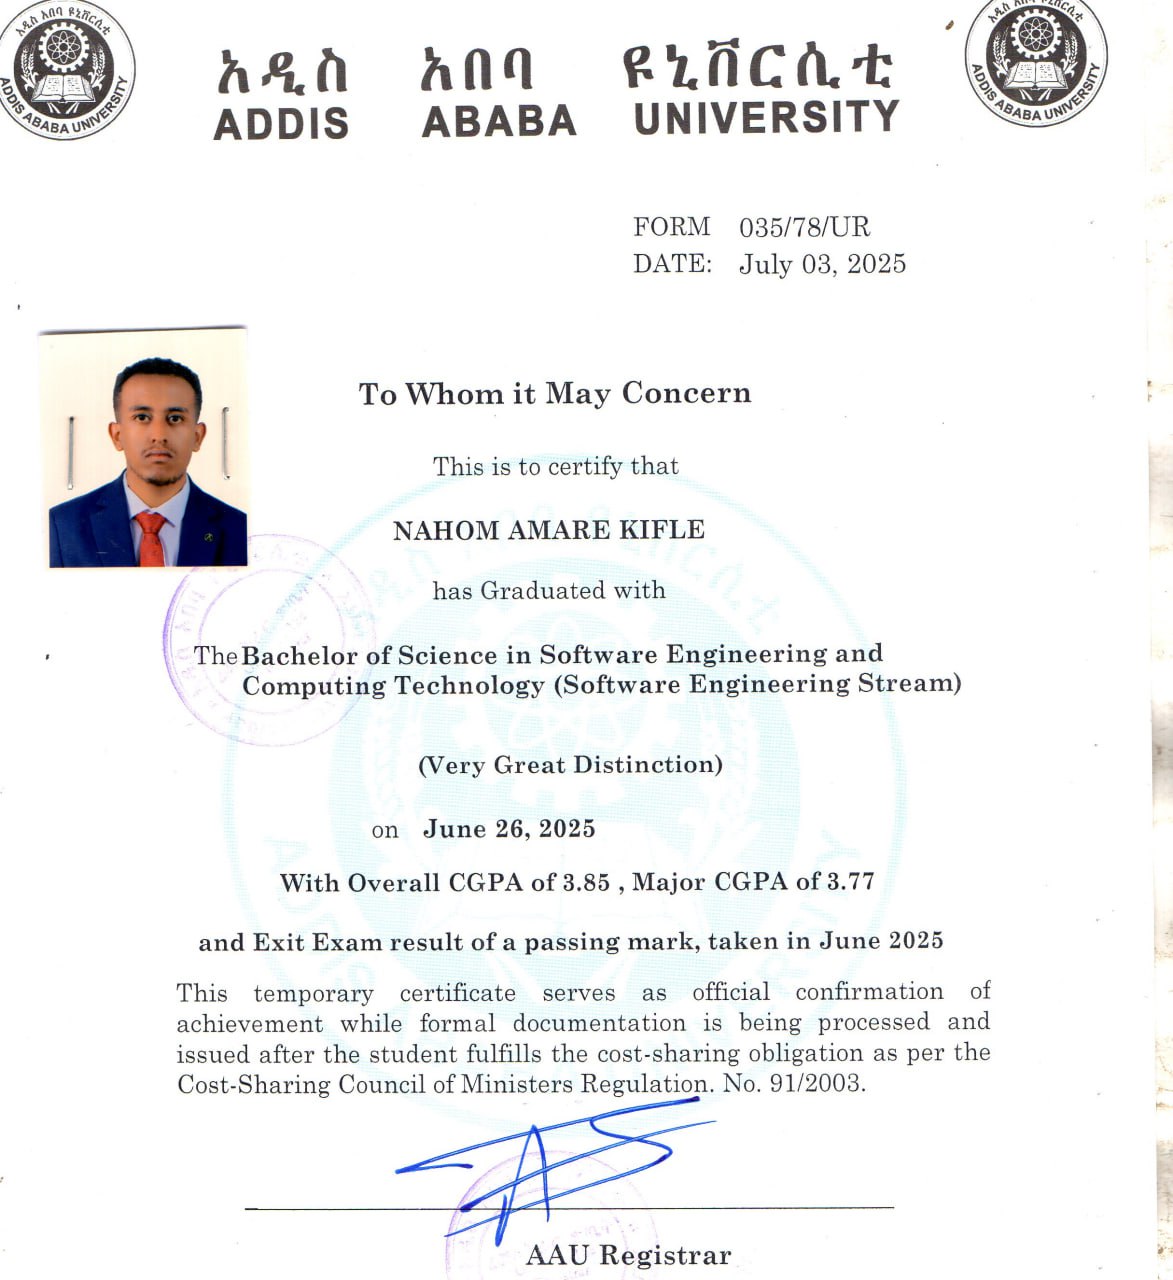 አዲስ አበባ ዩኒቨርሲቲ
ADDIS ABABA UNIVERSITY
አዲስ አበባ ዩኒቨርሲቲ
ADDIS ABABA UNIVERSITY
አዲስ አበባ ዩኒቨርሲቲ
ADDIS ABABA UNIVERSITY
FORM 035/78/UR
DATE: July 03, 2025
To Whom it May Concern
This is to certify that
NAHOM AMARE KIFLE
has Graduated with
The Bachelor of Science in Software Engineering and
Computing Technology (Software Engineering Stream)
(Very Great Distinction)
on June 26, 2025
With Overall CGPA of 3.85 , Major CGPA of 3.77
and Exit Exam result of a passing mark, taken in June 2025
This temporary certificate serves as official confirmation of
achievement while formal documentation is being processed and
issued after the student fulfills the cost-sharing obligation as per the
Cost-Sharing Council of Ministers Regulation. No. 91/2003.
AAU Registrar